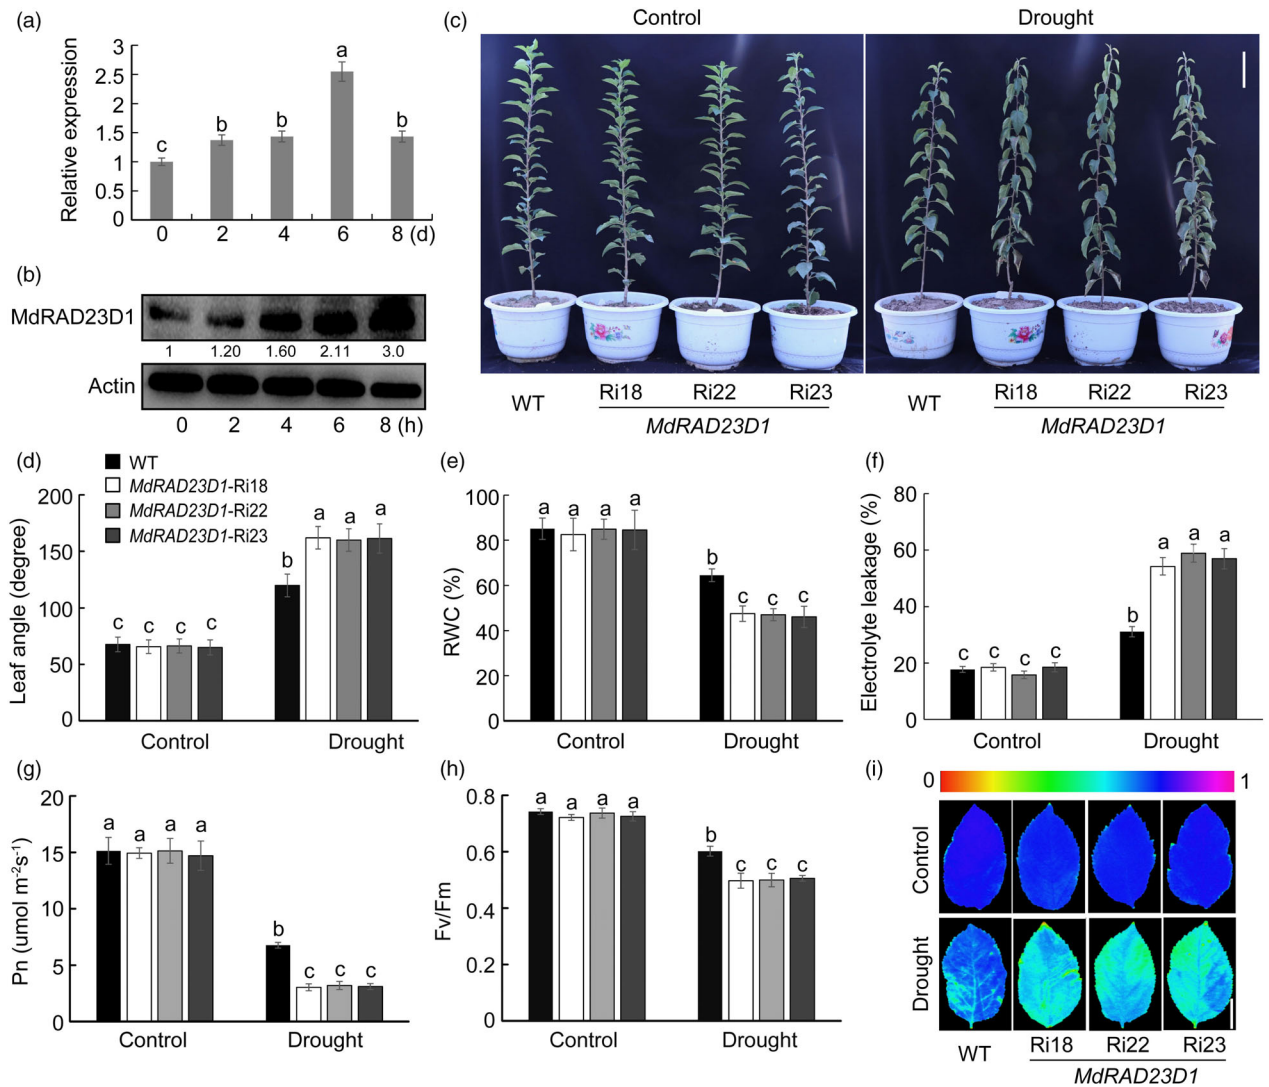 (a)
Relative expression
3
2.5
2
1.5
1
0.5
0
c
b
b
a
b
0 2 4 6 8 (d)
(b)
MdRAD23D1
1 1.20 1.60 2.11 3.0
Actin
0 2 4 6 8 (h)
(c)
Control Drought
WT Ri18 Ri22 Ri23
MdRAD23D1
WT Ri18 Ri22 Ri23
MdRAD23D1
(d)
WT
MdRAD23D1-Ri18
MdRAD23D1-Ri22
MdRAD23D1-Ri23
Leaf angle (degree)
200
150
100
50
0
c c c c
b a a a
Control Drought
(e)
RWC (%)
100
80
60
40
20
0
a a a a
b c c c
Control Drought
(f)
Electrolyte leakage (%)
80
60
40
20
0
c c c c
b a a a
Control Drought
(g)
Pn (umol m-2s-1)
20
15
10
5
0
a a a a
b c c c
Control Drought
(h)
Fv/Fm
0.8
0.6
0.4
0.2
0
a a a a
b c c c
Control Drought
(i)
0 1
Control
Drought
WT Ri18 Ri22 Ri23
MdRAD23D1